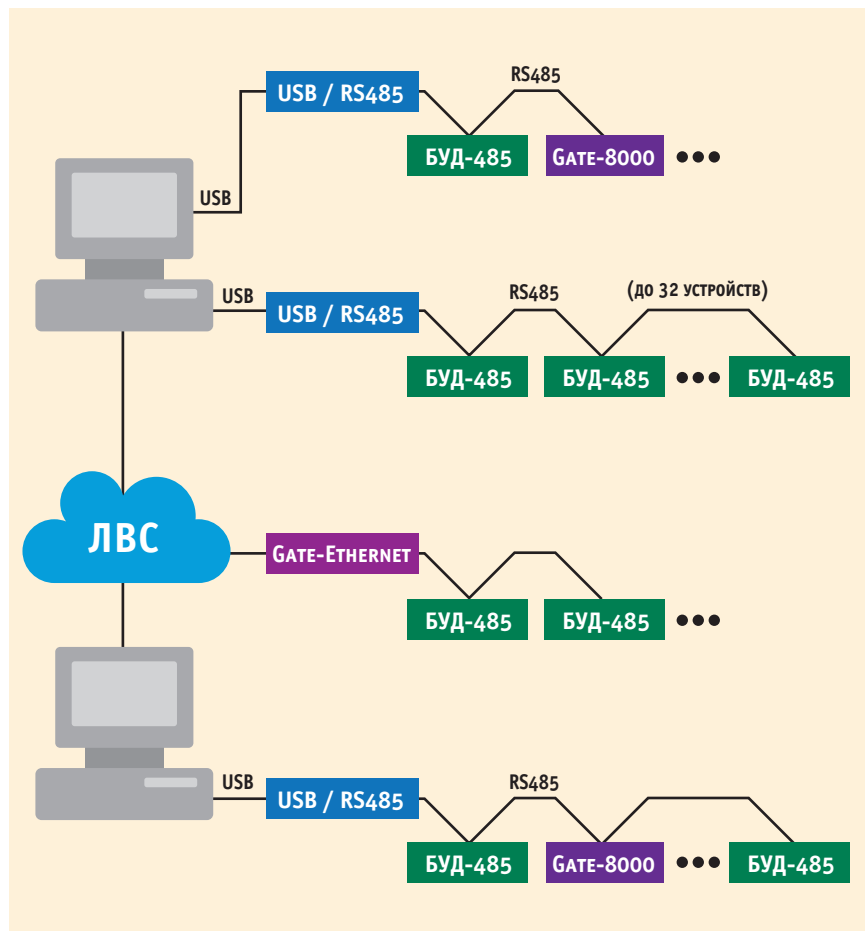 RS485
USB / RS485
БУД-485 Gate-8000
USB
USB
RS485 (до 32 устройств)
USB / RS485
БУД-485 БУД-485 БУД-485
ЛВС
Gate-Ethernet
БУД-485 БУД-485
USB
RS485
USB / RS485
БУД-485 Gate-8000 БУД-485